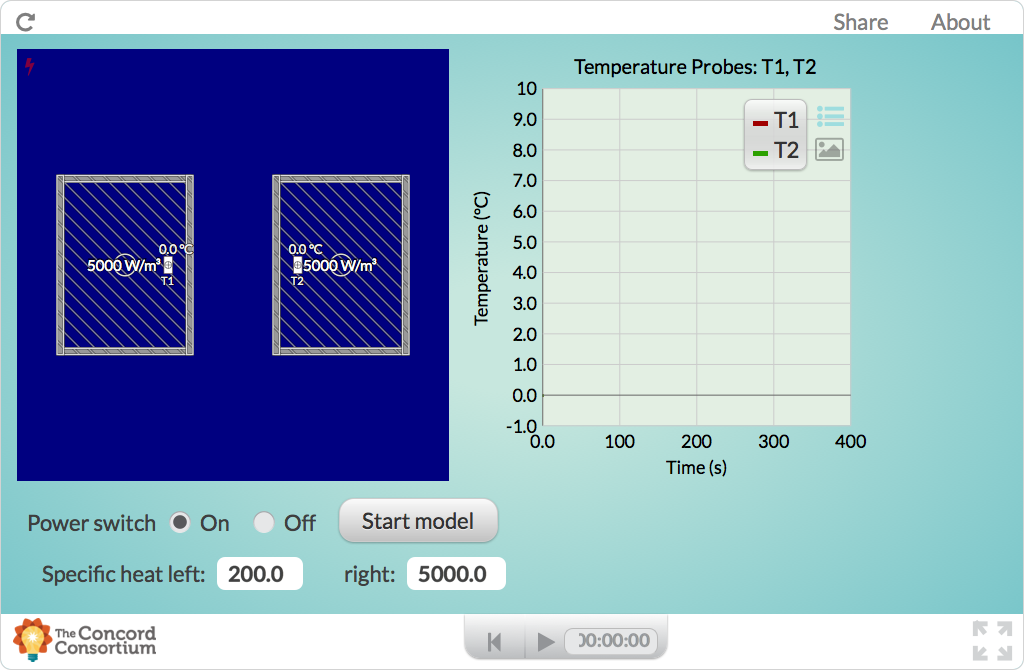 Share About
Temperature Probes: T1, T2
10
9.0
8.0
7.0
6.0
5.0
4.0
3.0
2.0
1.0
0.0
-1.0
Temperature (°C)
T1
T2
0.0 100 200 300 400
Time (s)
0.0 °C
5000 W/m³
T1
0.0 °C
5000 W/m³
T2
Power switch On Off Start model
Specific heat left: 200.0 right: 5000.0
The Concord
Consortium
00:00:00